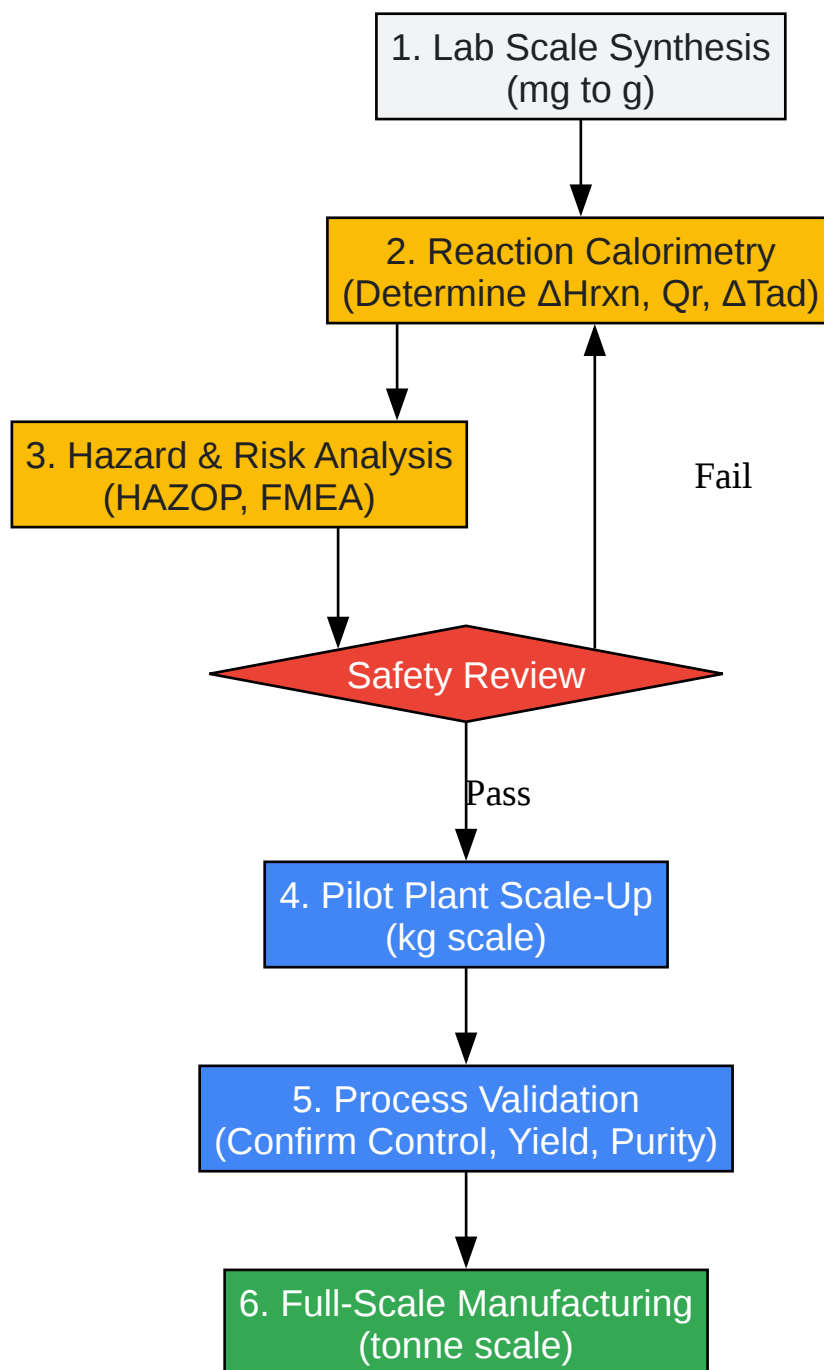 1. Lab Scale Synthesis
(mg to g)
2. Reaction Calorimetry
(Determine ΔHrxn, Qr, ΔTad)
3. Hazard & Risk Analysis
(HAZOP, FMEA)
Fail
Safety Review
Pass
4. Pilot Plant Scale-Up
(kg scale)
5. Process Validation
(Confirm Control, Yield, Purity)
6. Full-Scale Manufacturing
(tonne scale)